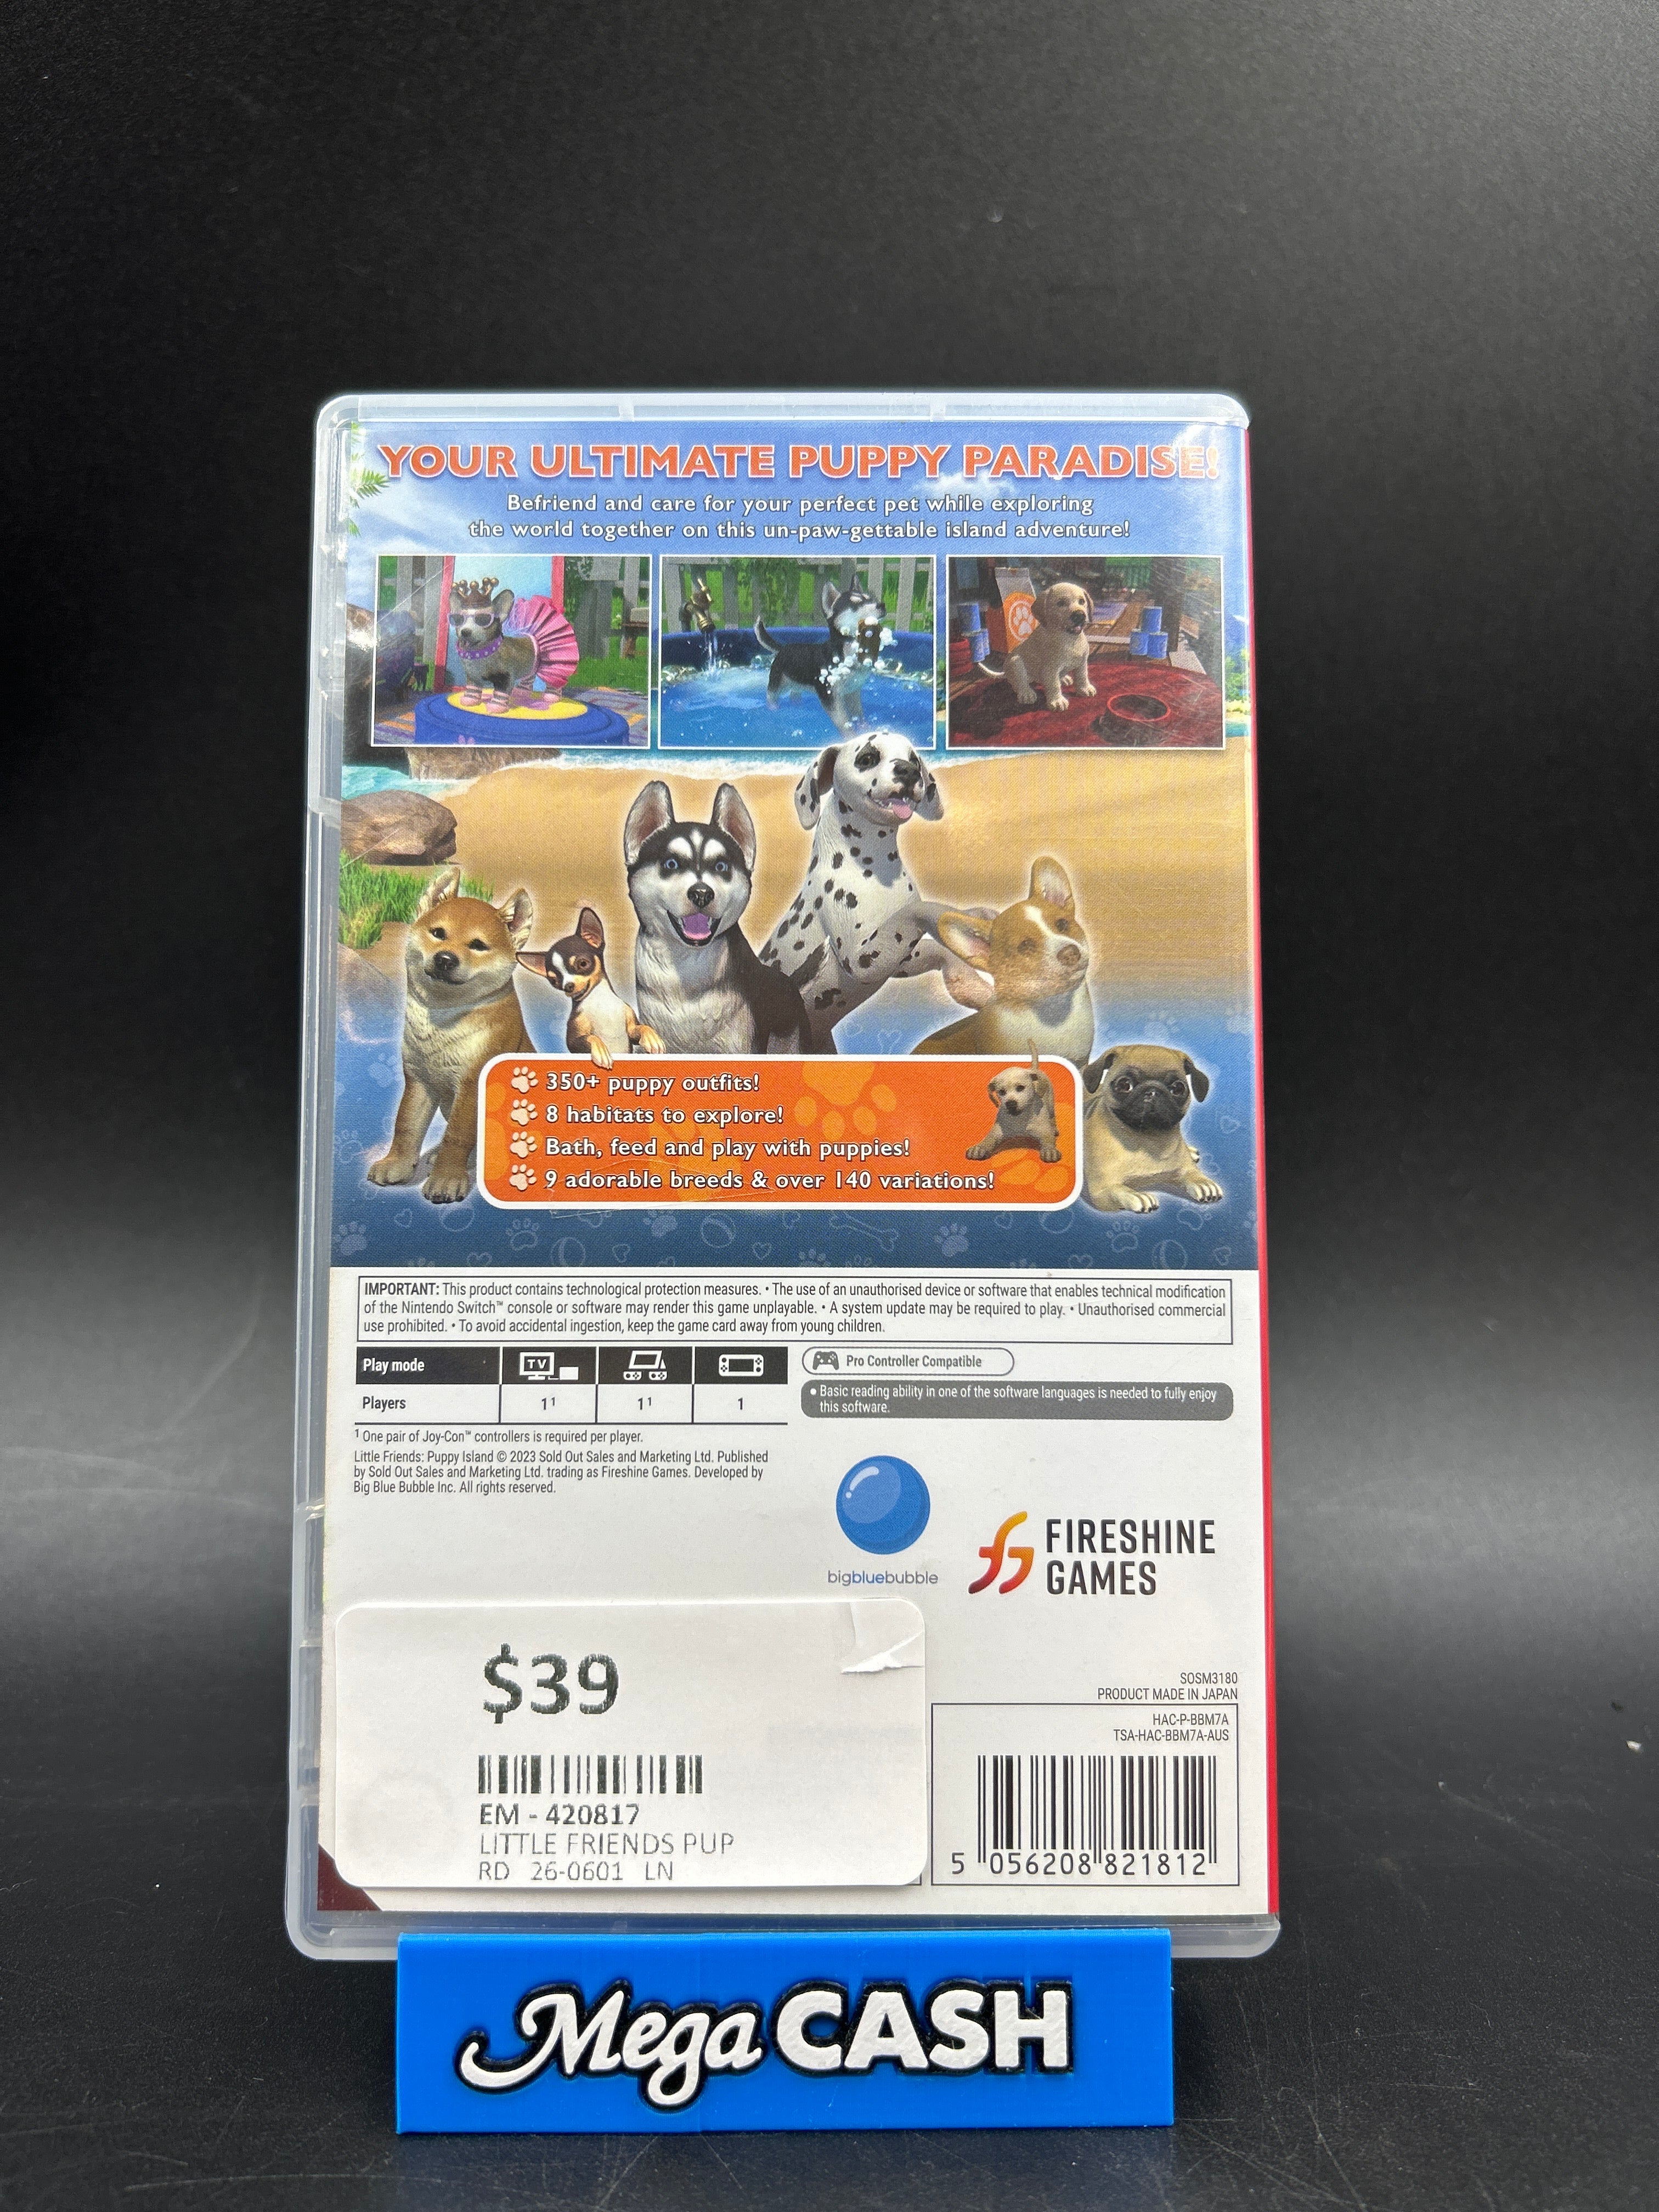 YOUR ULTIMATE PUPPY PARADISE!
Befriend and care for your perfect pet while exploring
the world together on this un-paw-gettable island adventure!
350+ puppy outfits!
8 habitats to explore!
Bath, feed and play with puppies!
9 adorable breeds & over 140 variations!
IMPORTANT: This product contains technological protection measures. • The use of an unauthorised device or software that enables technical modification
of the Nintendo Switch™ console or software may render this game unplayable. • A system update may be required to play. • Unauthorised commercial
use prohibited. • To avoid accidental ingestion, keep the game card away from young children.
Play mode TV
Players 1¹ 1¹ 1
Pro Controller Compatible
• Basic reading ability in one of the software languages is needed to fully enjoy
this software.
¹ One pair of Joy-Con™ controllers is required per player.
Little Friends: Puppy Island © 2023 Sold Out Sales and Marketing Ltd. Published
by Sold Out Sales and Marketing Ltd. trading as Fireshine Games. Developed by
Big Blue Bubble Inc. All rights reserved.
bigbluebubble
FIRESHINE
GAMES
SOSM3180
PRODUCT MADE IN JAPAN
HAC-P-BBM7A
TSA-HAC-BBM7A-AUS
5 056208 821812
$39
EM - 420817
LITTLE FRIENDS PUP
RD 26-0601 LN
Mega CASH